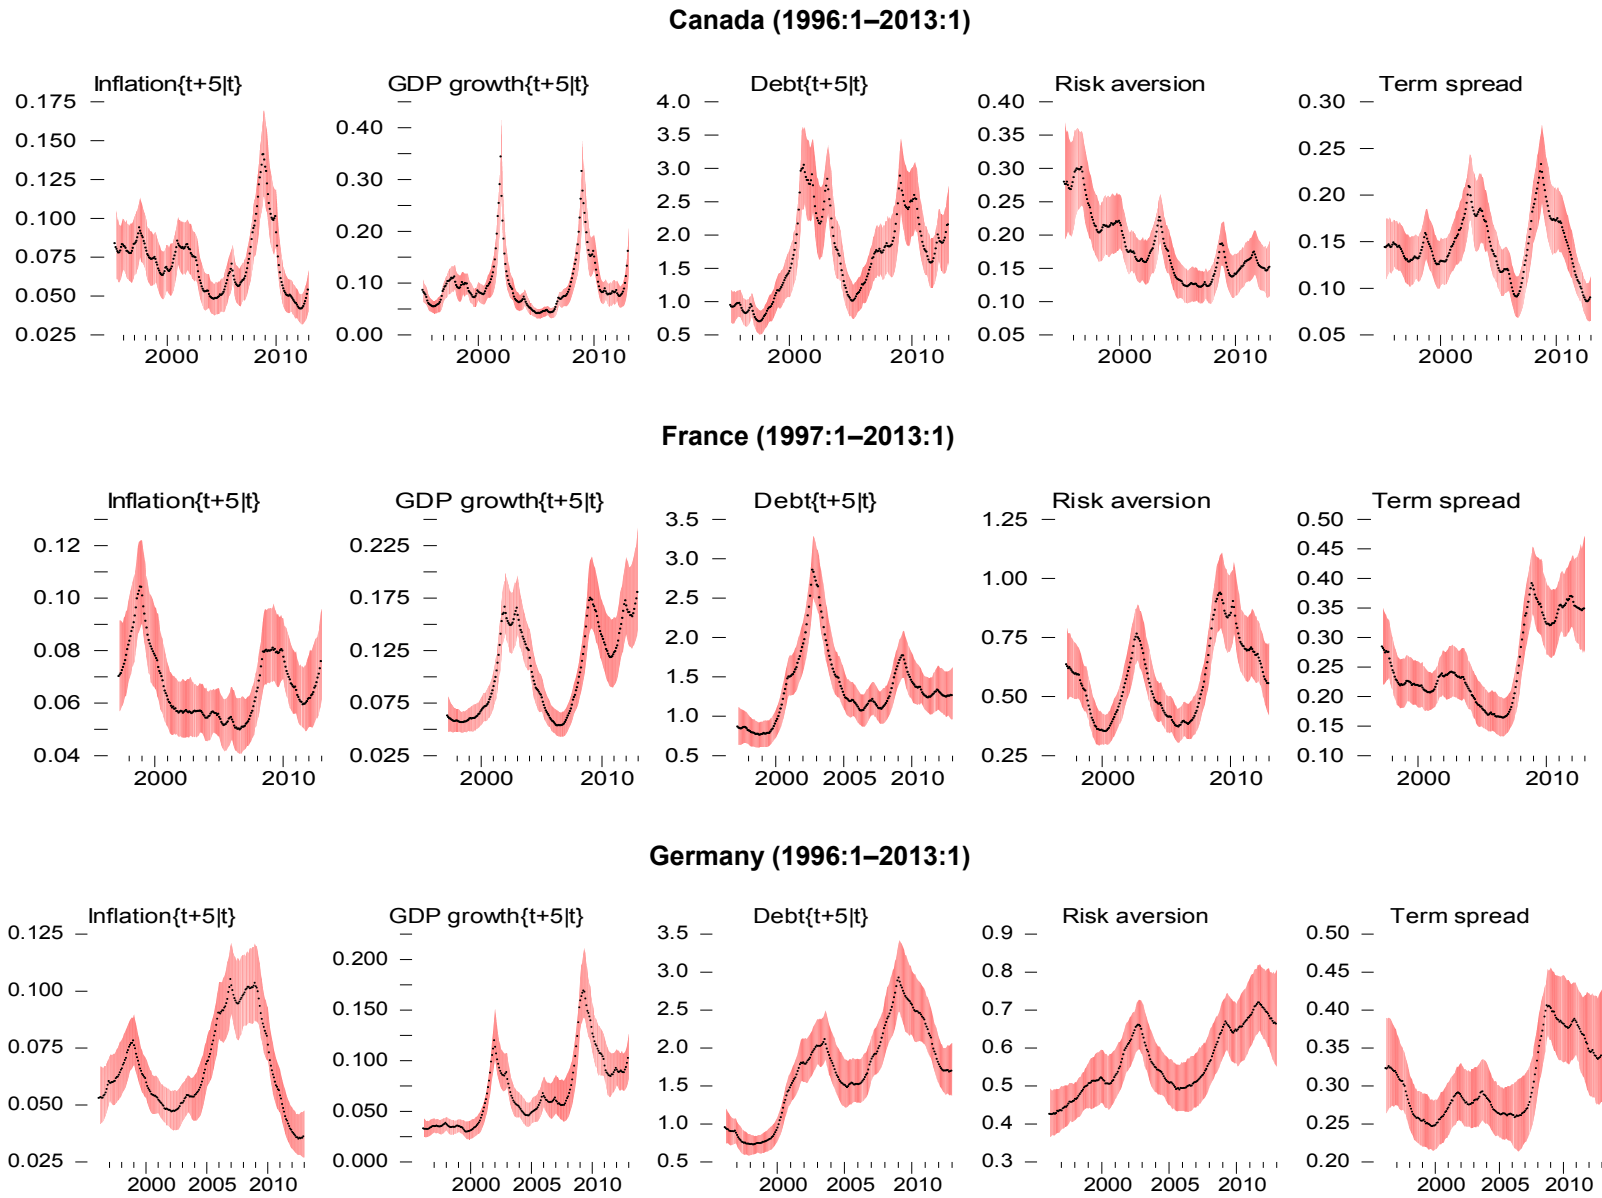 Canada (1996:1–2013:1)
Inflation{t+5|t} GDP growth{t+5|t} Debt{t+5|t} Risk aversion Term spread
0.175 4.0 0.40 0.30
0.150 0.40 3.5 0.35 0.25
0.125 0.30 3.0 0.30
0.100 2.5 0.25 0.20
0.075 0.20 2.0 0.20 0.15
0.050 0.10 1.5 0.15 0.10
1.0 0.10
0.025 0.00 0.5 0.05 0.05
2000 2010 2000 2010 2000 2010 2000 2010 2000 2010
France (1997:1–2013:1)
Inflation{t+5|t} GDP growth{t+5|t} Debt{t+5|t} Risk aversion Term spread
3.5 1.25 0.50
0.12 0.225 3.0 0.45
0.10 0.175 2.5 1.00 0.40
0.35
0.08 0.125 2.0 0.75 0.30
0.25
0.06 0.075 1.5 0.50 0.20
1.0 0.15
0.04 0.025 0.5 0.25 0.10
2000 2010 2000 2010 2000 2005 2010 2000 2010 2000 2010
Germany (1996:1–2013:1)
Inflation{t+5|t} GDP growth{t+5|t} Debt{t+5|t} Risk aversion Term spread
0.125 3.5 0.9 0.50
0.200 3.0 0.8 0.45
0.100 0.150 2.5 0.7 0.40
0.075 0.100 2.0 0.6 0.35
0.050 0.050 1.5 0.5 0.30
1.0 0.4 0.25
0.025 0.000 0.5 0.3 0.20
2000 2005 2010 2000 2005 2010 2000 2005 2010 2000 2010 2000 2005 2010